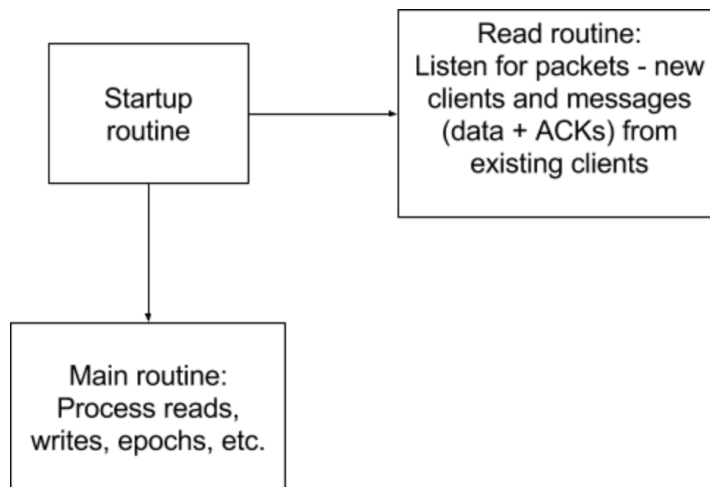 Startup
routine
Read routine:
Listen for packets - new
clients and messages
(data + ACKs) from
existing clients
Main routine:
Process reads,
writes, epochs, etc.